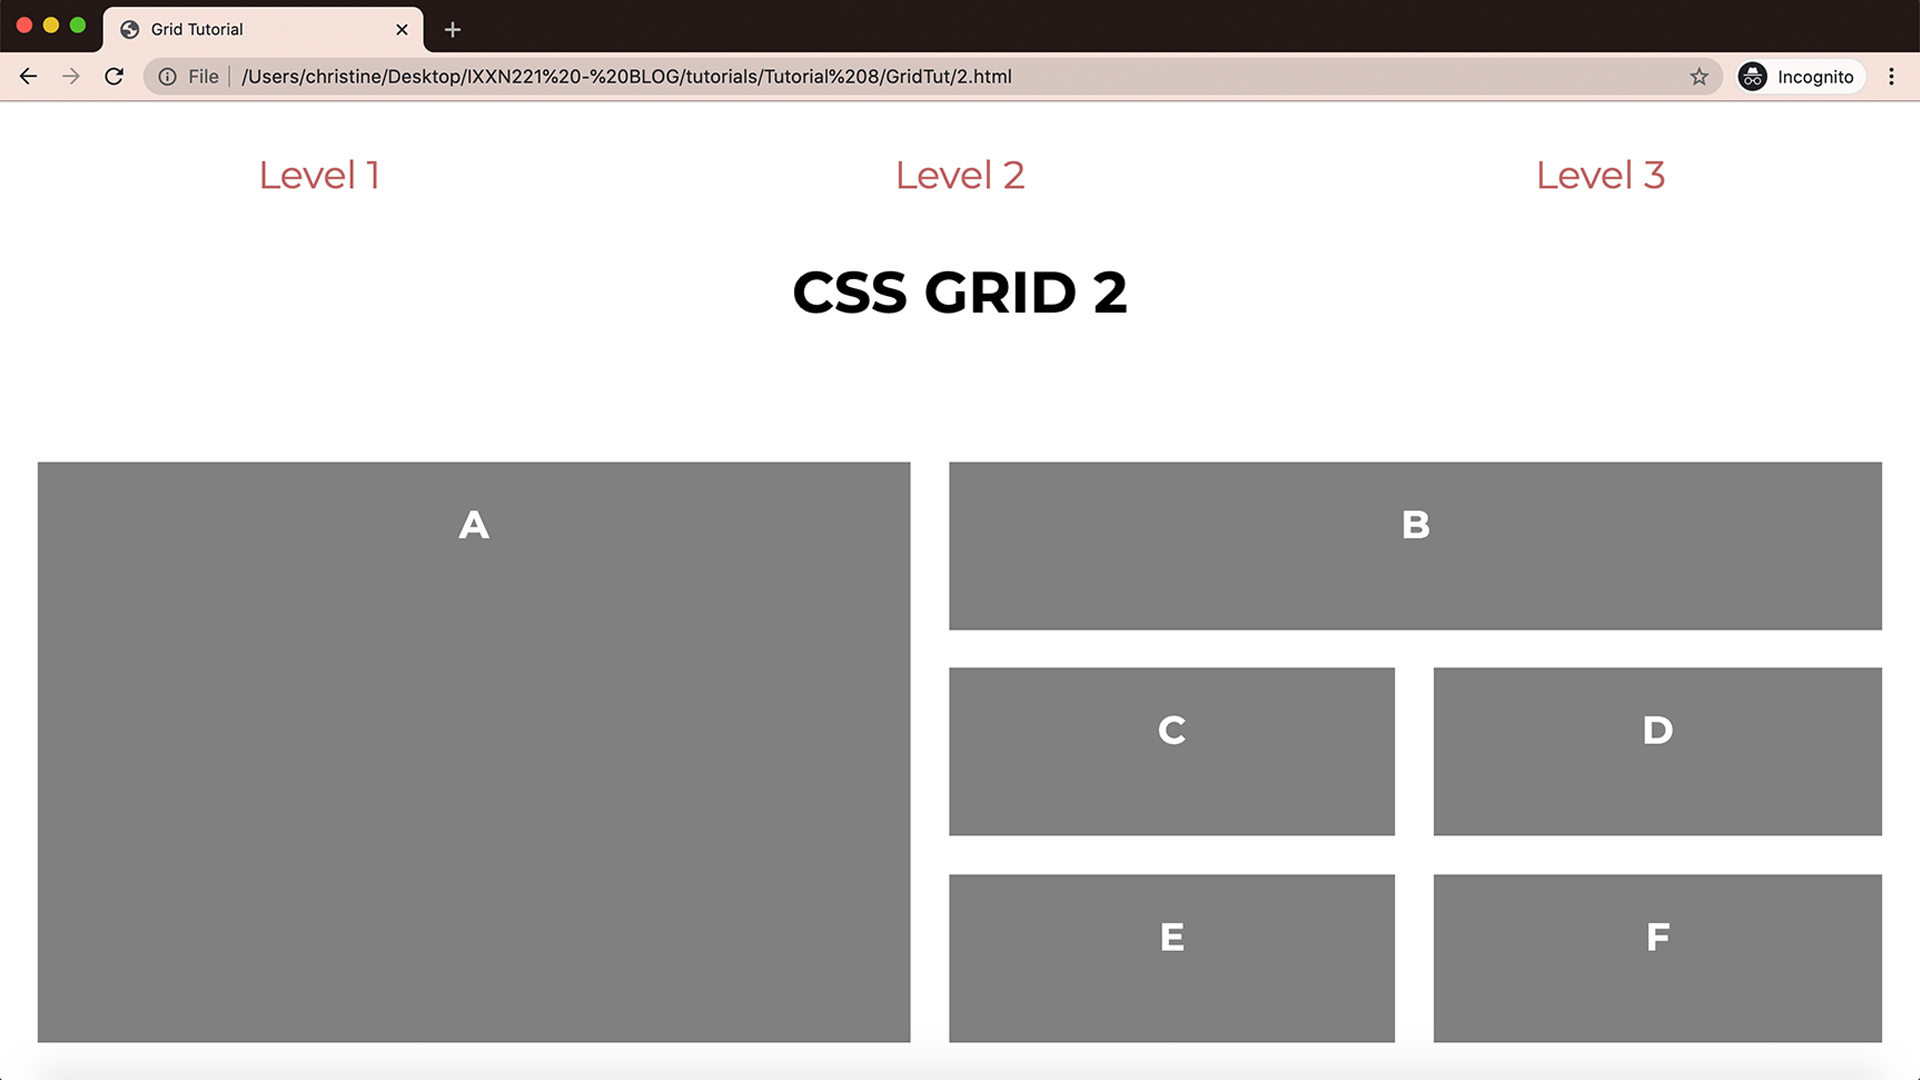 Grid Tutorial
File /Users/christine/Desktop/IXXN221%20-%20BLOG/tutorials/Tutorial%208/GridTut/2.html
Incognito
Level 1 Level 2 Level 3
CSS GRID 2
A B
C D
E F